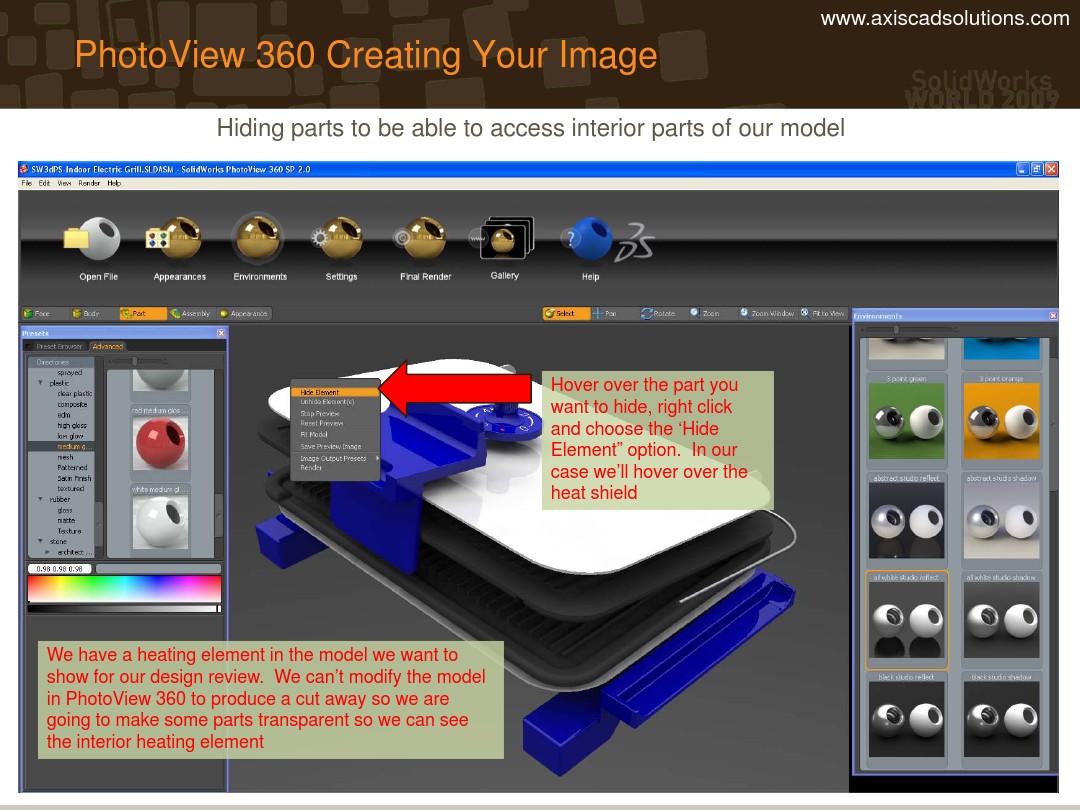 www.axiscadsolutions.com
PhotoView 360 Creating Your Image
SolidWorks
WORLD 2009
Hiding parts to be able to access interior parts of our model
SW3dPS-Indoor Electric Grill.SLDASM - SolidWorks PhotoView 360 SP 2.0
File Edit View Render Help
Open File
Appearances
Environments
Settings
Final Render
Gallery
Help
Face
Body
Part
Assembly
Appearance
Select
Pan
Rotate
Zoom
Zoom Window
Fit to View
Presets
Preset Browser
Advanced
Directories
sprayed
plastic
clear plastic
composite
edm
high gloss
low glow
medium g...
mesh
Patterned
Satin Finish
textured
rubber
gloss
matte
Texture
stone
architect ...
red medium glos...
white medium gl...
0.98 0.98 0.98
Hide Element
Unhide Element(s)
Stop Preview
Reset Preview
Fit Model
Save Preview Image
Image Output Presets
Render
Hover over the part you
want to hide, right click
and choose the ‘Hide
Element” option. In our
case we’ll hover over the
heat shield
Environments
3 point green
3 point orange
abstract studio reflect
abstract studio shadow
all white studio reflect
all white studio shadow
black studio reflect
black studio shadow
We have a heating element in the model we want to
show for our design review. We can’t modify the model
in PhotoView 360 to produce a cut away so we are
going to make some parts transparent so we can see
the interior heating element